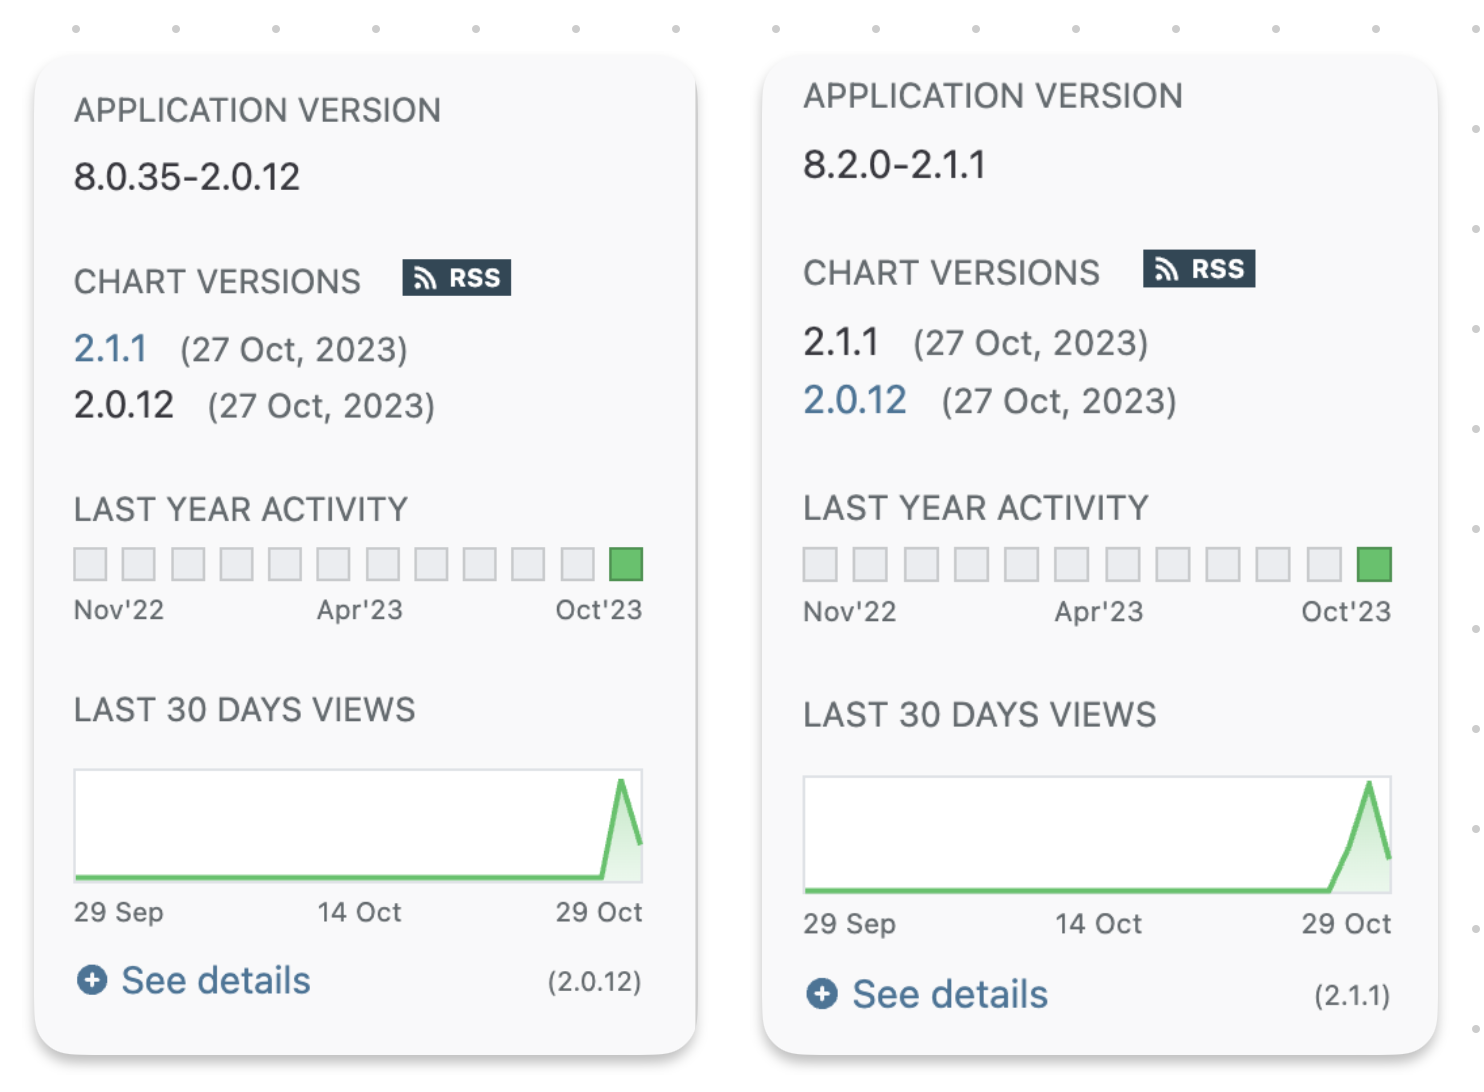 APPLICATION VERSION
8.0.35-2.0.12
CHART VERSIONS RSS
2.1.1 (27 Oct, 2023)
2.0.12 (27 Oct, 2023)
LAST YEAR ACTIVITY
Nov'22 Apr'23 Oct'23
LAST 30 DAYS VIEWS
29 Sep 14 Oct 29 Oct
See details (2.0.12)
APPLICATION VERSION
8.2.0-2.1.1
CHART VERSIONS RSS
2.1.1 (27 Oct, 2023)
2.0.12 (27 Oct, 2023)
LAST YEAR ACTIVITY
Nov'22 Apr'23 Oct'23
LAST 30 DAYS VIEWS
29 Sep 14 Oct 29 Oct
See details (2.1.1)